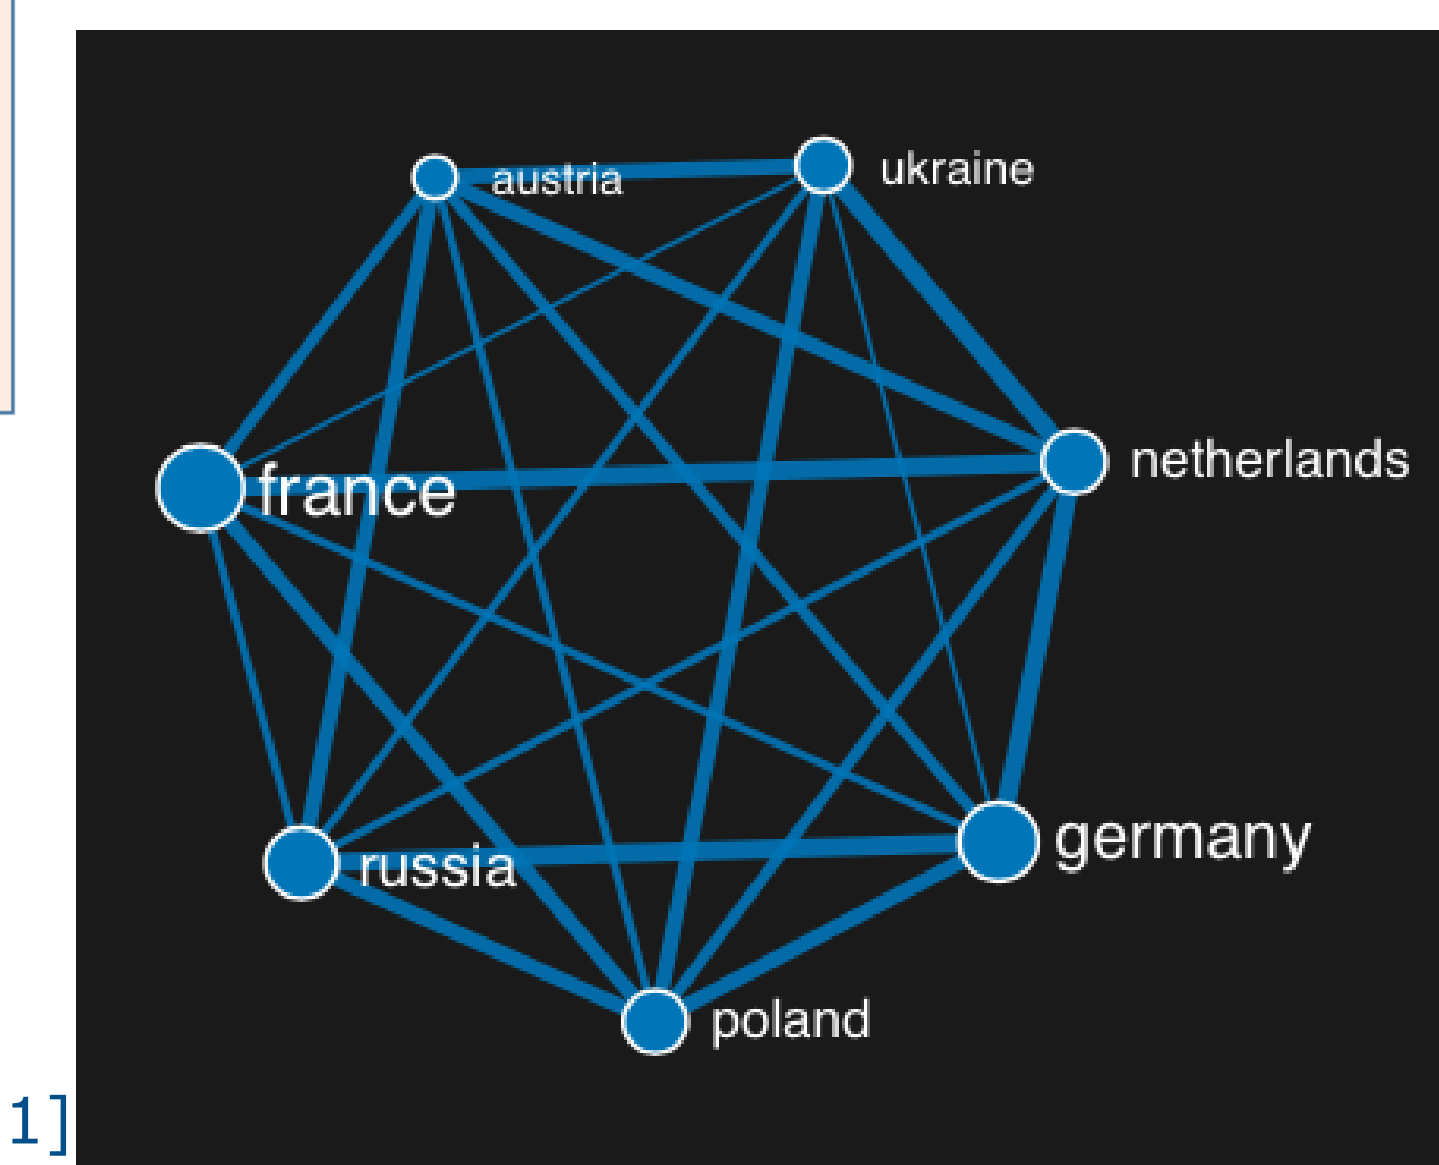 austria
ukraine
netherlands
france
germany
russia
poland
1]